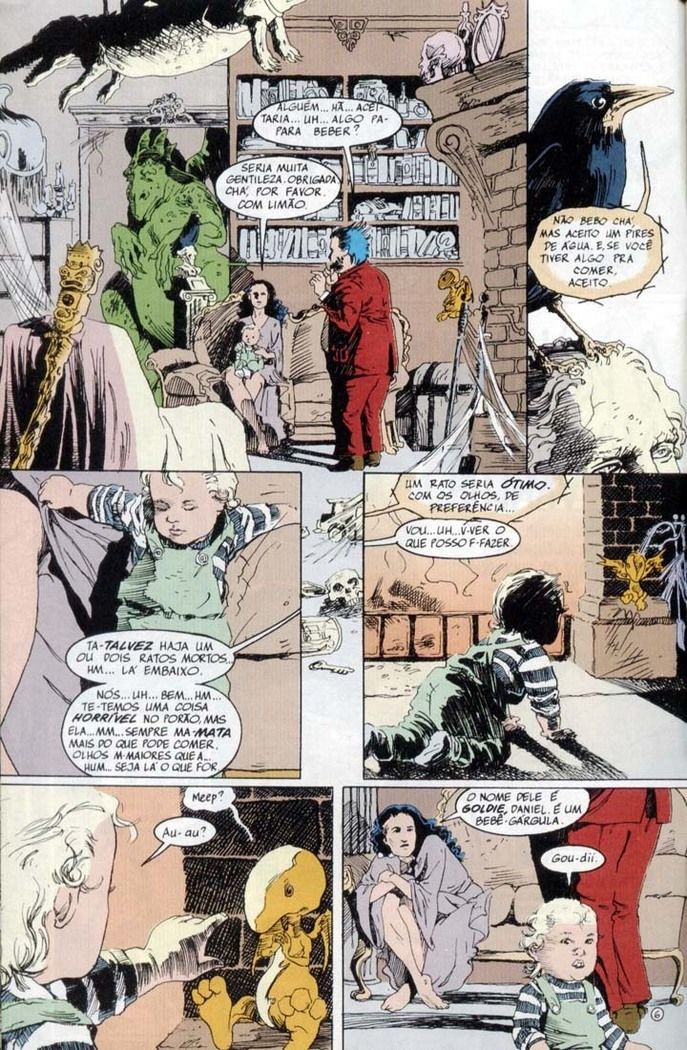 ALGUÉM... HÃ... ACEI-
TARIA... UH... ALGO PA-
PARA BEBER?
SERIA MUITA
GENTILEZA. OBRIGADA.
CHÁ, POR FAVOR.
COM LIMÃO.
NÃO BEBO CHÁ,
MAS ACEITO UM PIRES
DE ÁGUA. E, SE VOCÊ
TIVER ALGO PRA
COMER,
ACEITO.
TA-TALVEZ HAJA UM
OU DOIS RATOS MORTOS...
HM... LÁ EMBAIXO.
NÓS... UH... BEM... HM...
TE-TEMOS UMA COISA
HORRÍVEL NO PORÃO, MAS
ELA... MM... SEMPRE MA-MATA
MAIS DO QUE PODE COMER.
OLHOS M-MAIORES QUE A...
HUM... SEJA LÁ O QUE FOR.
UM RATO SERIA ÓTIMO.
COM OS OLHOS, DE
PREFERÊNCIA...
VOU... UH... V-VER O
QUE POSSO F-FAZER.
Meep?
Au-au?
O NOME DELE É
GOLDIE, DANIEL. É UM
BEBÊ-GÁRGULA.
Gou-dii.
6